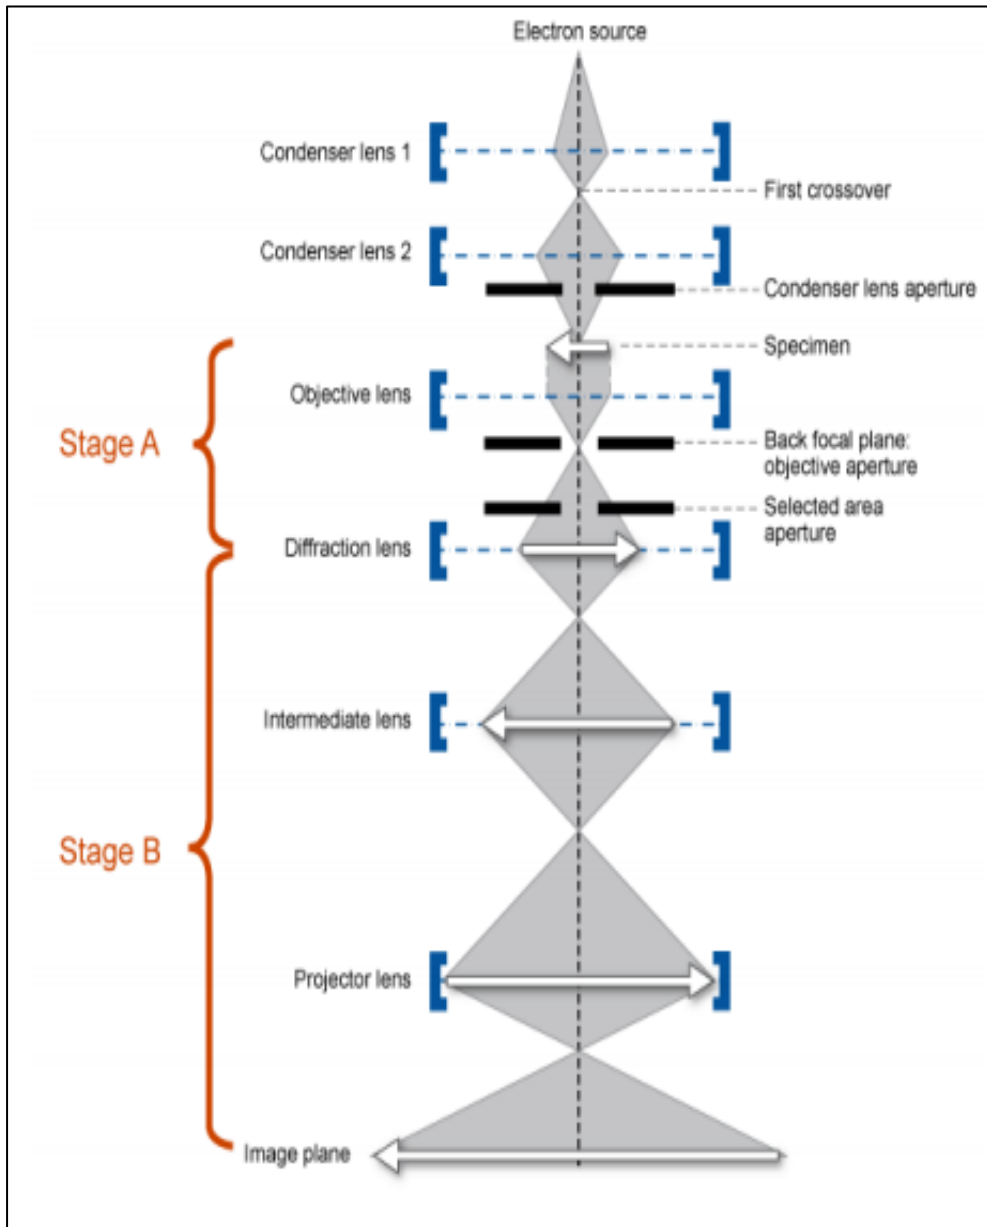 Electron source
Condenser lens 1
First crossover
Condenser lens 2
Condenser lens aperture
Specimen
Objective lens
Stage A
Back focal plane:
objective aperture
Selected area
aperture
Diffraction lens
Intermediate lens
Stage B
Projector lens
Image plane